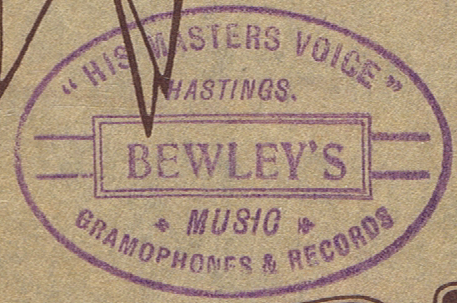 "HIS MASTERS VOICE"
HASTINGS.
BEWLEY'S
MUSIC
GRAMOPHONES & RECORDS